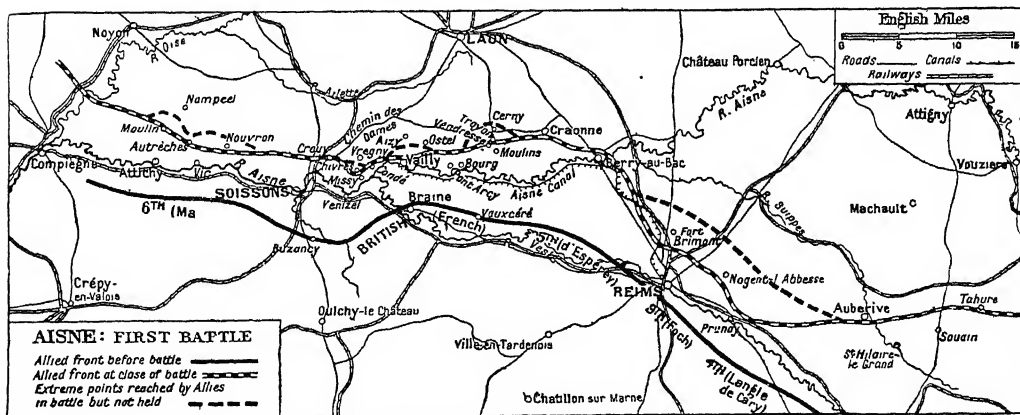 English Miles
0 5 10 15
Roads Canals
Railways
Noyon
R. Oise
LAON
Château Porcien
R. Aisne
Attigny
Nampcel
Ailette
Chemin des
Dames
Troyon
Cerny
Vendresse
Craonne
Moulin
Nouvron
Autrêches
Crouy
Vregny
Aizy
Ostel
Moulins
Compiègne
Attichy
Vic
Aisne
Missy
Condé
Vailly
Bourg
Pont Arcy
Aisne Canal
Berry-au-Bac
Vouziers
SOISSONS
Venizel
Braine
6TH (Ma
BRITISH
(French)
Vauxcéré
5TH (d'Espérey)
Vesle
R. Suippes
Machault
Fort
Brimont
Buzancy
Nogent-l'Abbesse
REIMS
Crépy-
en-Valois
Oulchy-le-Château
9TH (Foch)
Prunay
Auberive
Tahure
Souain
St Hilaire-
le-Grand
Ville-en-Tardenois
4TH (Langle
de Cary)
Chatillon sur Marne
AISNE: FIRST BATTLE
Allied front before battle
Allied front at close of battle
Extreme points reached by Allies
in battle but not held